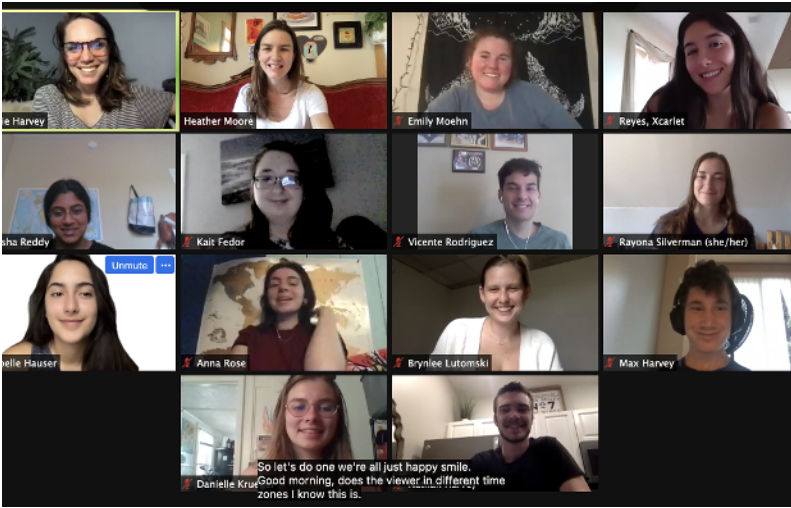 le Harvey
Heather Moore
Emily Moehn
Reyes, Xcarlet
sha Reddy
Kait Fedor
Vicente Rodriguez
Rayona Silverman (she/her)
Unmute
elle Hauser
Anna Rose
Brynlee Lutomski
Max Harvey
Danielle Krue
So let's do one we're all just happy smile.
Good morning, does the viewer in different time
zones I know this is.